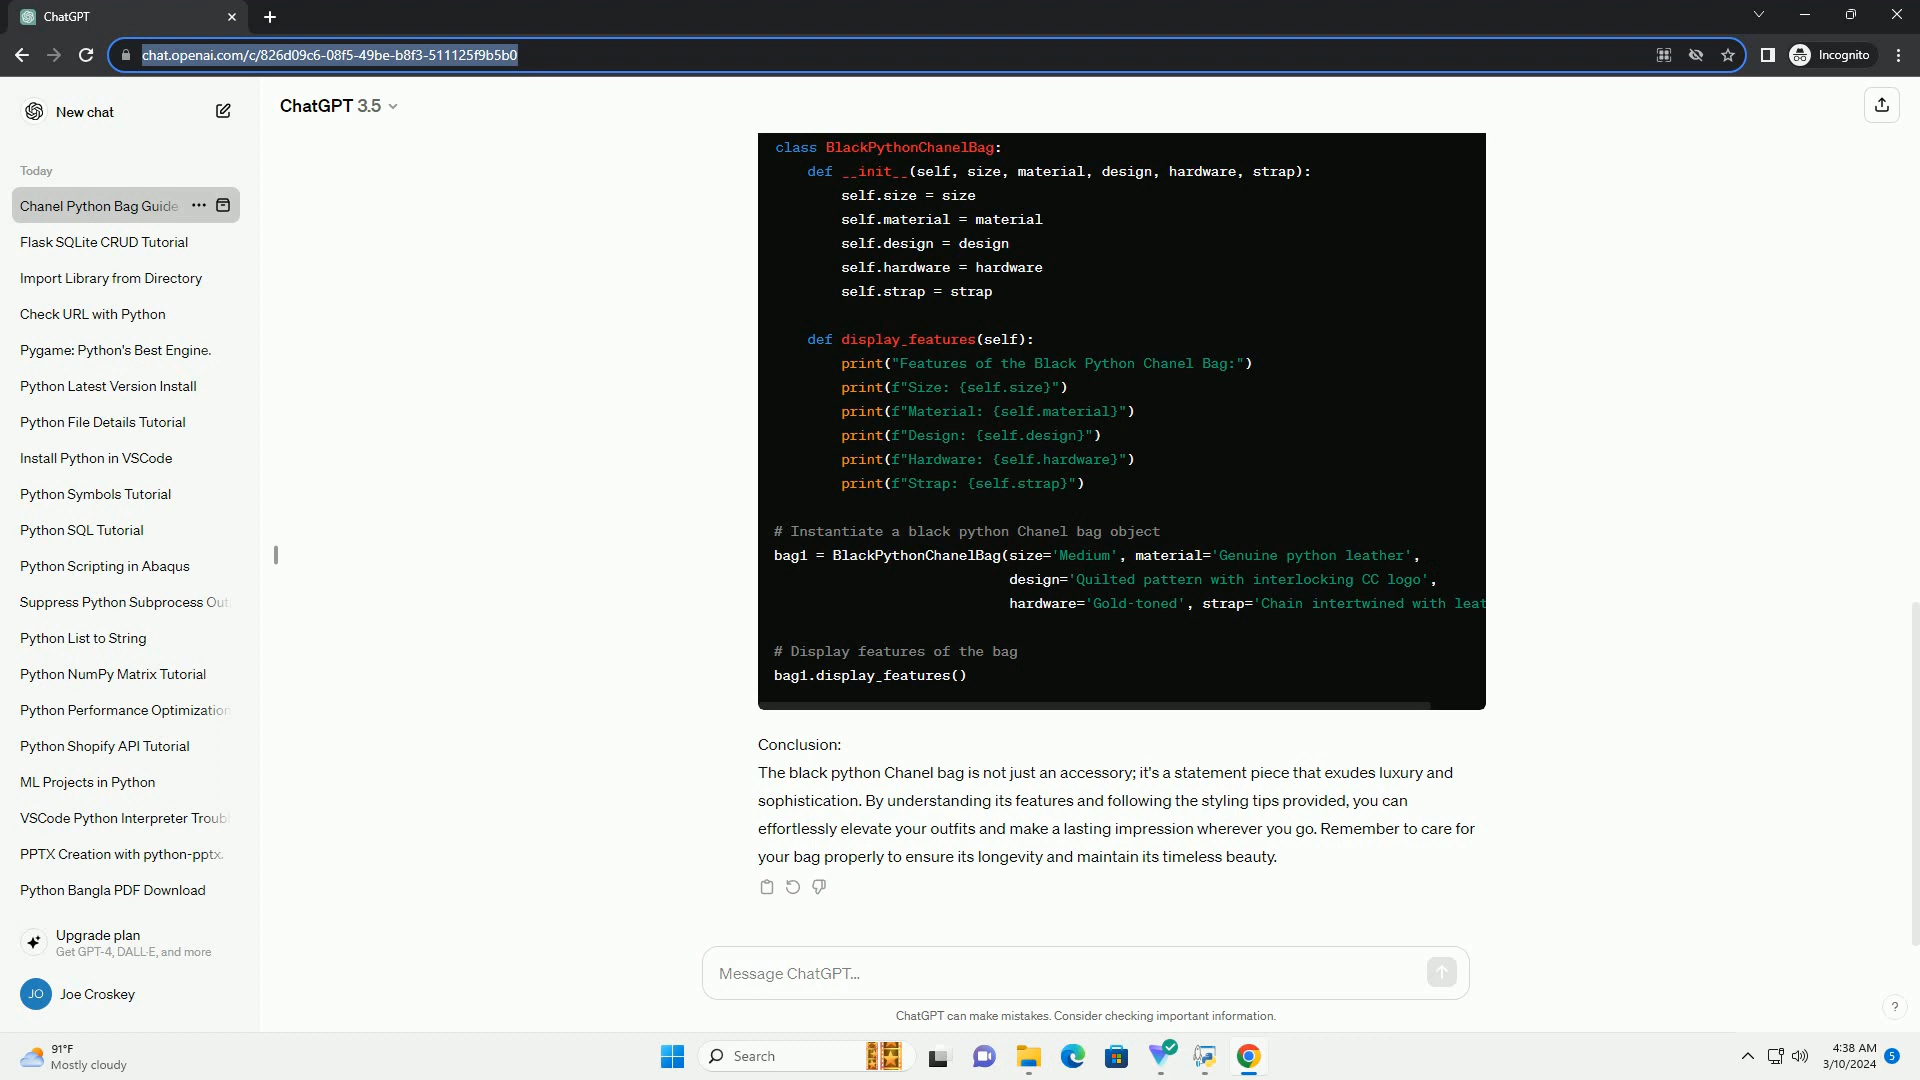 ChatGPT
chat.openai.com/c/826d09c6-08f5-49be-b8f3-511125f9b5b0
Incognito
New chat
ChatGPT 3.5
Today
Chanel Python Bag Guide
Flask SQLite CRUD Tutorial
Import Library from Directory
Check URL with Python
Pygame: Python's Best Engine.
Python Latest Version Install
Python File Details Tutorial
Install Python in VSCode
Python Symbols Tutorial
Python SQL Tutorial
Python Scripting in Abaqus
Suppress Python Subprocess Out
Python List to String
Python NumPy Matrix Tutorial
Python Performance Optimization
Python Shopify API Tutorial
ML Projects in Python
VSCode Python Interpreter Troubl
PPTX Creation with python-pptx.
Python Bangla PDF Download
Upgrade plan
Get GPT-4, DALL·E, and more
JO Joe Croskey
class BlackPythonChanelBag:
    def __init__(self, size, material, design, hardware, strap):
        self.size = size
        self.material = material
        self.design = design
        self.hardware = hardware
        self.strap = strap
    def display_features(self):
        print("Features of the Black Python Chanel Bag:")
        print(f"Size: {self.size}")
        print(f"Material: {self.material}")
        print(f"Design: {self.design}")
        print(f"Hardware: {self.hardware}")
        print(f"Strap: {self.strap}")
# Instantiate a black python Chanel bag object
bag1 = BlackPythonChanelBag(size='Medium', material='Genuine python leather',
                            design='Quilted pattern with interlocking CC logo',
                            hardware='Gold-toned', strap='Chain intertwined with leat
# Display features of the bag
bag1.display_features()
Conclusion:
The black python Chanel bag is not just an accessory; it's a statement piece that exudes luxury and
sophistication. By understanding its features and following the styling tips provided, you can
effortlessly elevate your outfits and make a lasting impression wherever you go. Remember to care for
your bag properly to ensure its longevity and maintain its timeless beauty.
Message ChatGPT...
ChatGPT can make mistakes. Consider checking important information.
?
91°F
Mostly cloudy
Search
4:38 AM
3/10/2024
5